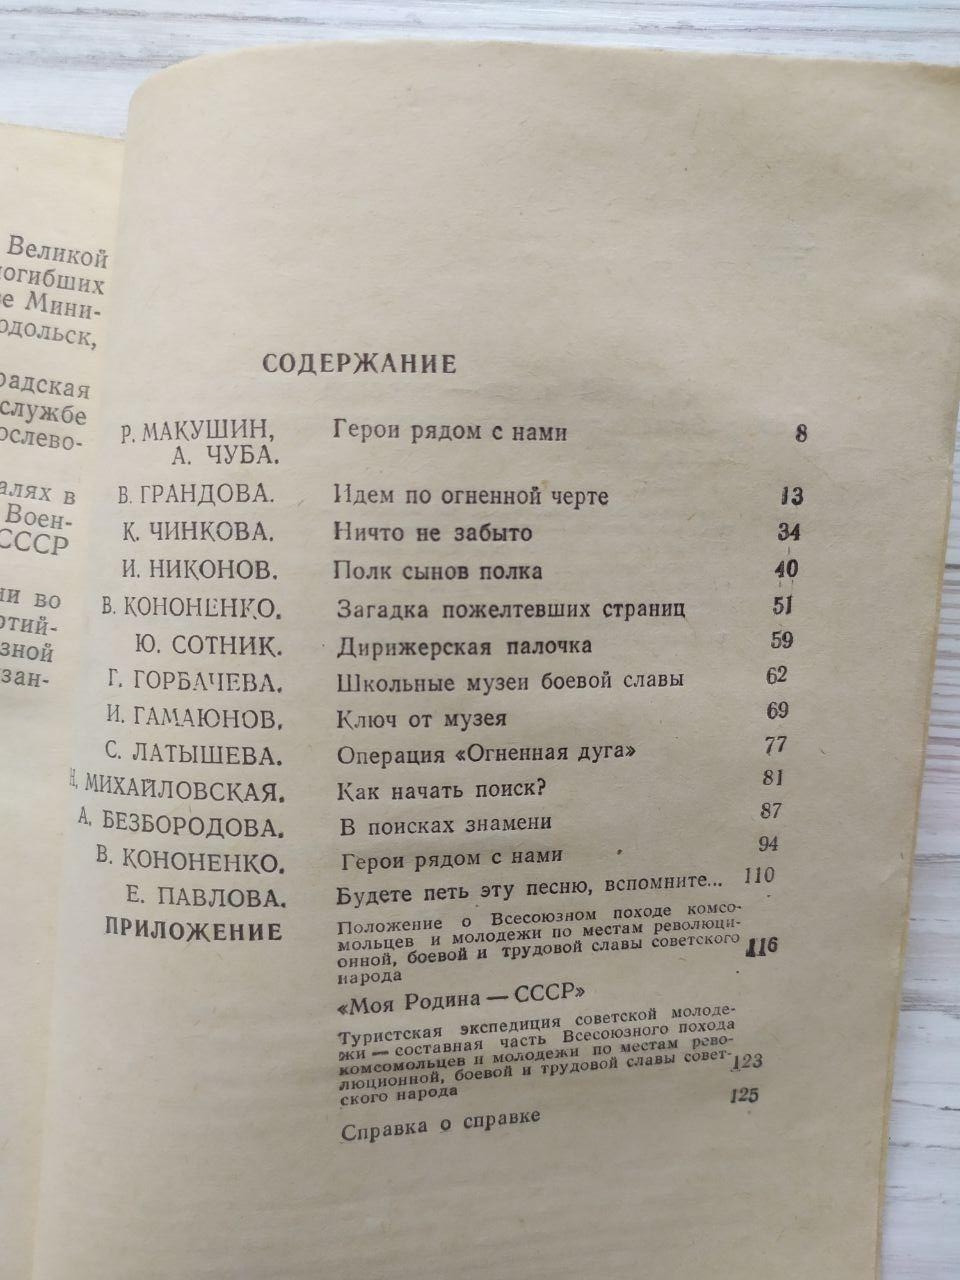 Великой
погибших
Мини-
одольск,
радская
службе
ослево-
алях в
Воен-
СССР
во
зной
СОДЕРЖАНИЕ
Р. МАКУШИН, Герои рядом с нами 8
А. ЧУБА.
В. ГРАНДОВА. Идем по огненной черте 13
К. ЧИНКОВА. Ничто не забыто 34
И. НИКОНОВ. Полк сынов полка 40
В. КОНОНЕНКО. Загадка пожелтевших страниц 51
Ю. СОТНИК. Дирижерская палочка 59
Г. ГОРБАЧЕВА. Школьные музеи боевой славы 62
И. ГАМАЮНОВ. Ключ от музея 69
С. ЛАТЫШЕВА. Операция «Огненная дуга» 77
Н. МИХАЙЛОВСКАЯ. Как начать поиск? 81
А. БЕЗБОРОДОВА. В поисках знамени 87
В. КОНОНЕНКО. Герои рядом с нами 94
Е. ПАВЛОВА. Будете петь эту песню, вспомните... 110
ПРИЛОЖЕНИЕ Положение о Всесоюзном походе комсо-
мольцев и молодежи по местам революци-
онной, боевой и трудовой славы советского 116
народа
«Моя Родина — СССР»
Туристская экспедиция советской молоде-
жи — составная часть Всесоюзного похода
комсомольцев и молодежи по местам рево-
люционной, боевой и трудовой славы совет- 123
ского народа
Справка о справке 125